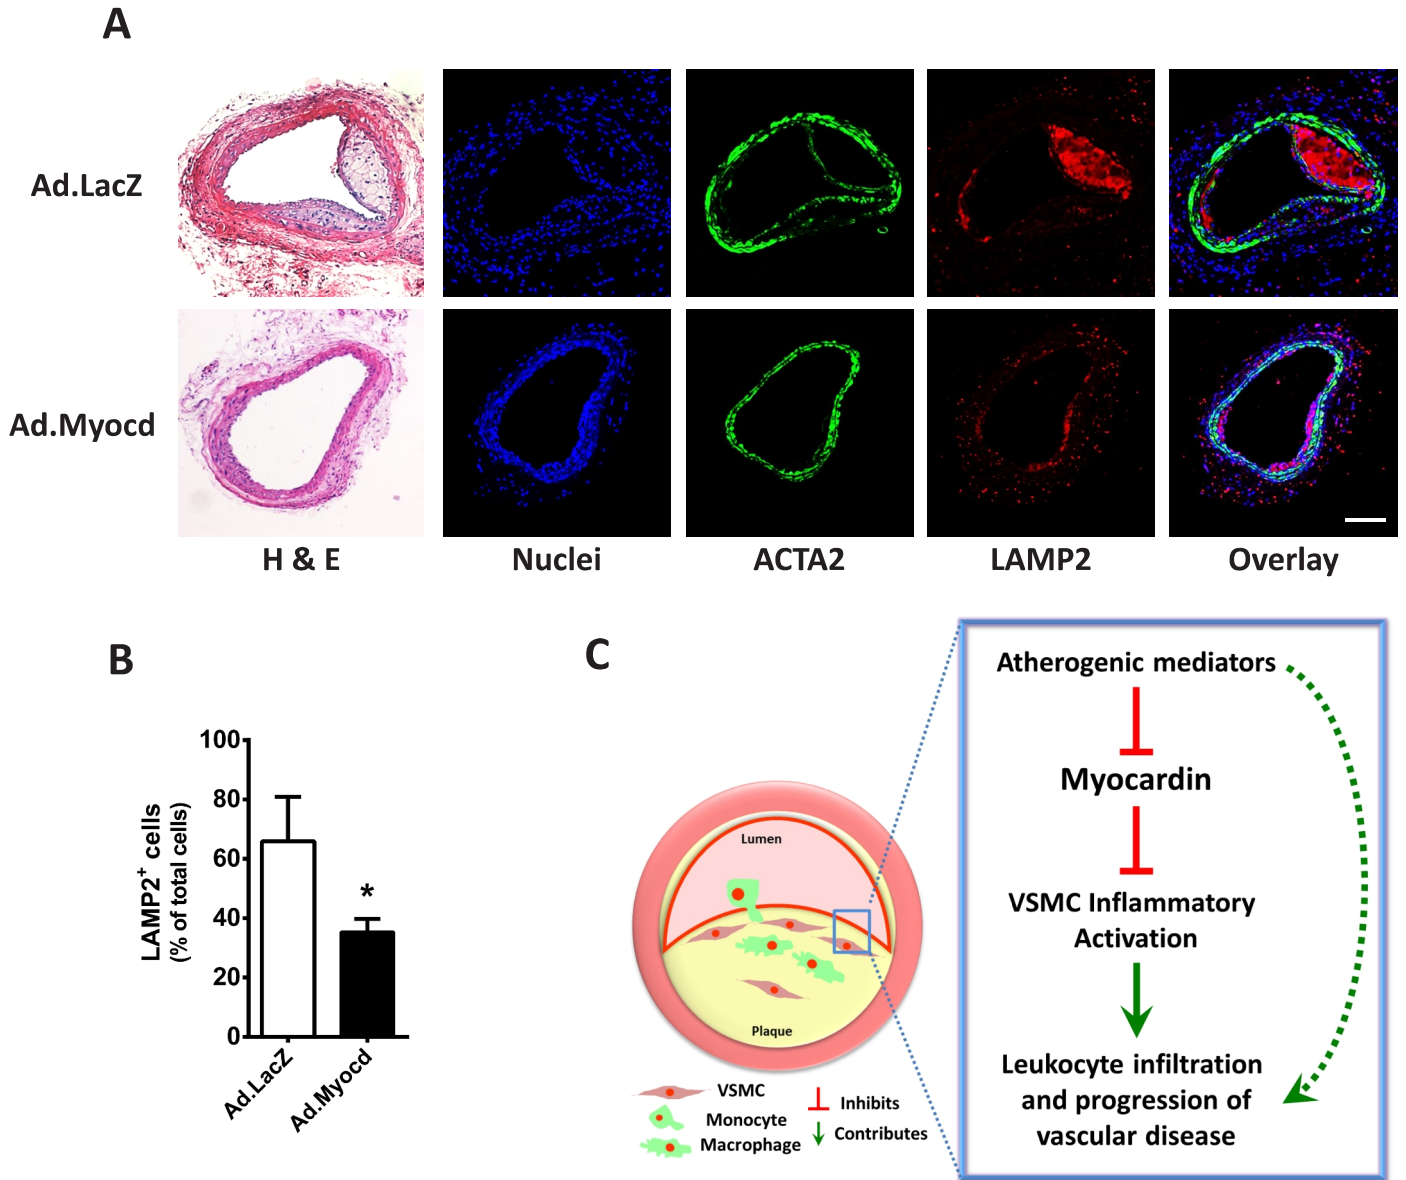 A
Ad.LacZ
Ad.Myocd
H & E
Nuclei
ACTA2
LAMP2
Overlay
B
LAMP2+ cells
(% of total cells)
100
80
60
40
20
0
*
Ad.LacZ
Ad.Myocd
C
Lumen
Plaque
VSMC
Monocyte
Macrophage
Inhibits
Contributes
Atherogenic mediators
Myocardin
VSMC Inflammatory
Activation
Leukocyte infiltration
and progression of
vascular disease